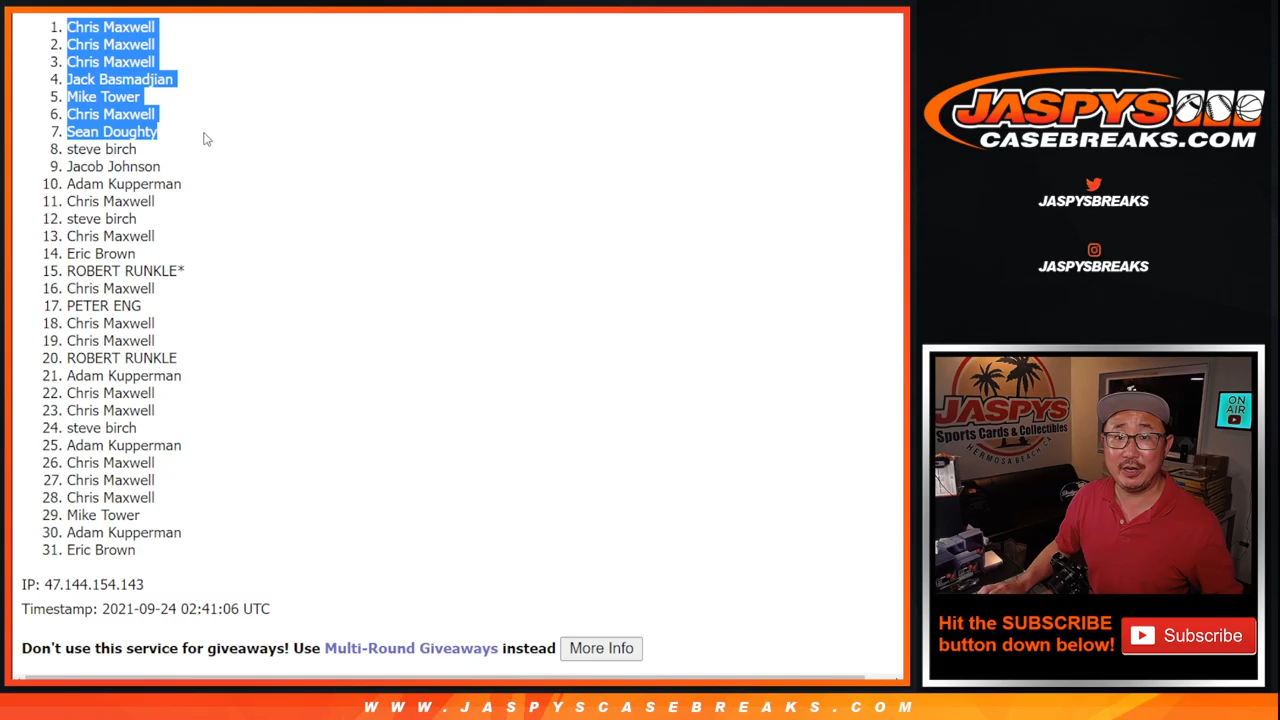 1. Chris Maxwell
2. Chris Maxwell
3. Chris Maxwell
4. Jack Basmadjian
5. Mike Tower
6. Chris Maxwell
7. Sean Doughty
8. steve birch
9. Jacob Johnson
10. Adam Kupperman
11. Chris Maxwell
12. steve birch
13. Chris Maxwell
14. Eric Brown
15. ROBERT RUNKLE*
16. Chris Maxwell
17. PETER ENG
18. Chris Maxwell
19. Chris Maxwell
20. ROBERT RUNKLE
21. Adam Kupperman
22. Chris Maxwell
23. Chris Maxwell
24. steve birch
25. Adam Kupperman
26. Chris Maxwell
27. Chris Maxwell
28. Chris Maxwell
29. Mike Tower
30. Adam Kupperman
31. Eric Brown
IP: 47.144.154.143
Timestamp: 2021-09-24 02:41:06 UTC
Don't use this service for giveaways! Use Multi-Round Giveaways instead More Info
JASPYS
CASEBREAKS.COM
JASPYSBREAKS
JASPYSBREAKS
JASPYS
Sports Cards & Collectibles
HERMOSA BEACH CA
ON
AIR
Hit the SUBSCRIBE
button down below!
Subscribe
WWW.JASPYSCASEBREAKS.COM